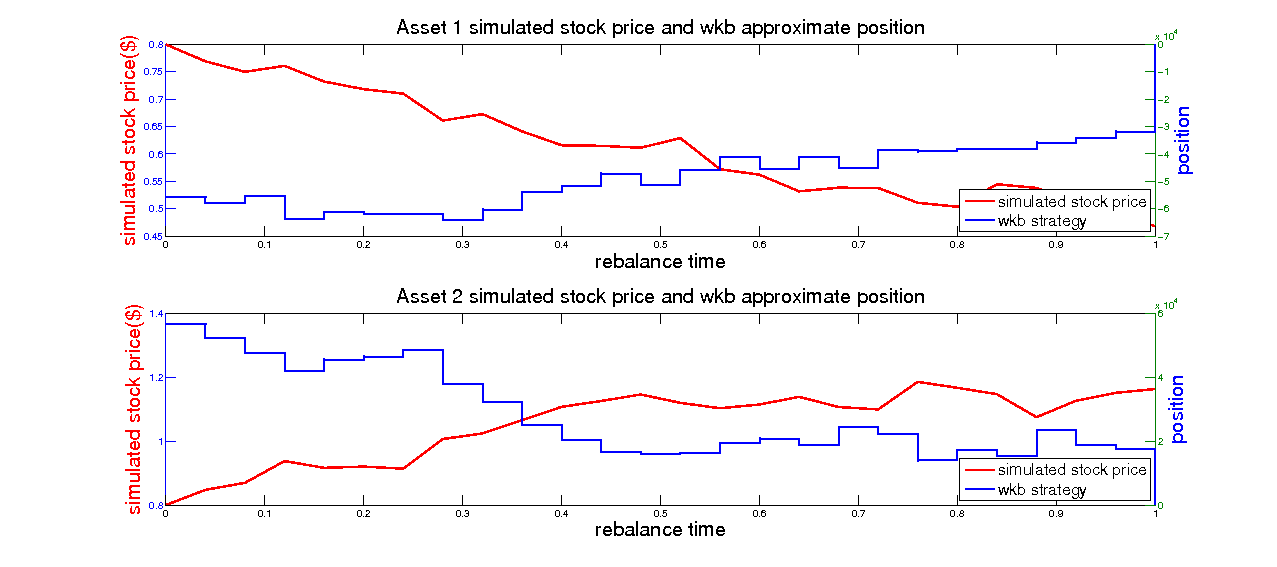 Asset 1 simulated stock price and wkb approximate position
simulated stock price($)
0.8
0.75
0.7
0.65
0.6
0.55
0.5
0.45
x 10^4
0
-1
-2
-3
-4
-5
-6
-7
position
simulated stock price
wkb strategy
0 0.1 0.2 0.3 0.4 0.5 0.6 0.7 0.8 0.9 1
rebalance time
Asset 2 simulated stock price and wkb approximate position
simulated stock price($)
1.4
1.2
1
0.8
x 10^4
6
4
2
0
position
simulated stock price
wkb strategy
0 0.1 0.2 0.3 0.4 0.5 0.6 0.7 0.8 0.9 1
rebalance time